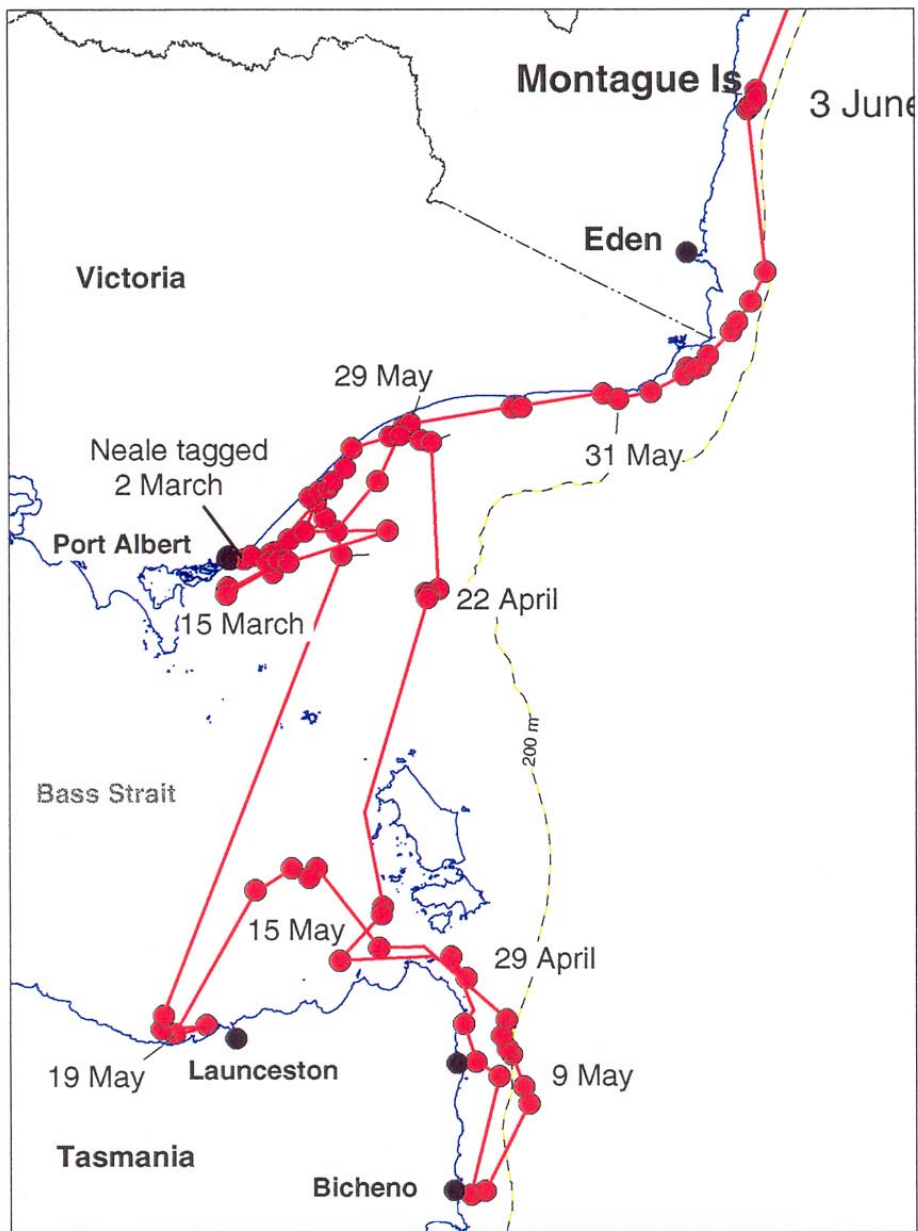 Montague Is
3 June
Eden
Victoria
29 May
31 May
Neale tagged
2 March
Port Albert
15 March
22 April
200 m
Bass Strait
15 May
29 April
19 May
Launceston
9 May
Tasmania
Bicheno